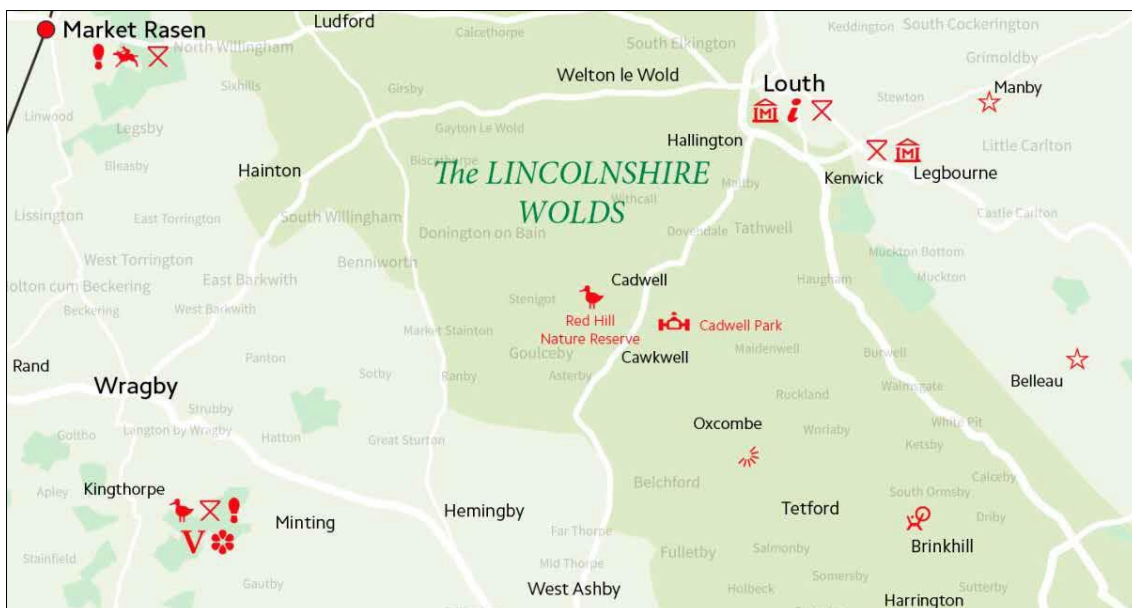 Ludford
Market Rasen
North Willingham
Calcethorpe
South Elkington
Keddington
South Cockerington
Grimoldby
Sixhills
Girsby
Welton le Wold
Louth
Manby
Stewton
Linwood
Legsby
Gayton Le Wold
M i
Hallington
Little Carlton
Bleasby
Hainton
Biscathorpe
The LINCOLNSHIRE
WOLDS
Maltby
Kenwick
M
Legbourne
Withcall
Lissington
East Torrington
South Willingham
Donington on Bain
Dovendale
Tathwell
Castle Carlton
West Torrington
Benniworth
Muckton Bottom
Muckton
olton cum Beckering
East Barkwith
Cadwell
Haugham
Beckering
West Barkwith
Stenigot
Red Hill
Nature Reserve
Cadwell Park
Market Stainton
Goulceby
Cawkwell
Maidenwell
Burwell
Rand
Panton
Sotby
Ranby
Asterby
Belleau
Wragby
Ruckland
Walmsgate
Strubby
Oxcombe
Worlaby
White Pit
Goltho
Langton by Wragby
Hatton
Great Sturton
Ketsby
Apley
Kingthorpe
Belchford
Calceby
South Ormsby
Minting
Hemingby
Tetford
Driby
V
Far Thorpe
Brinkhill
Stainfield
Mid Thorpe
Fulletby
Salmonby
Gautby
West Ashby
Holbeck
Somersby
Sutterby
Harrington